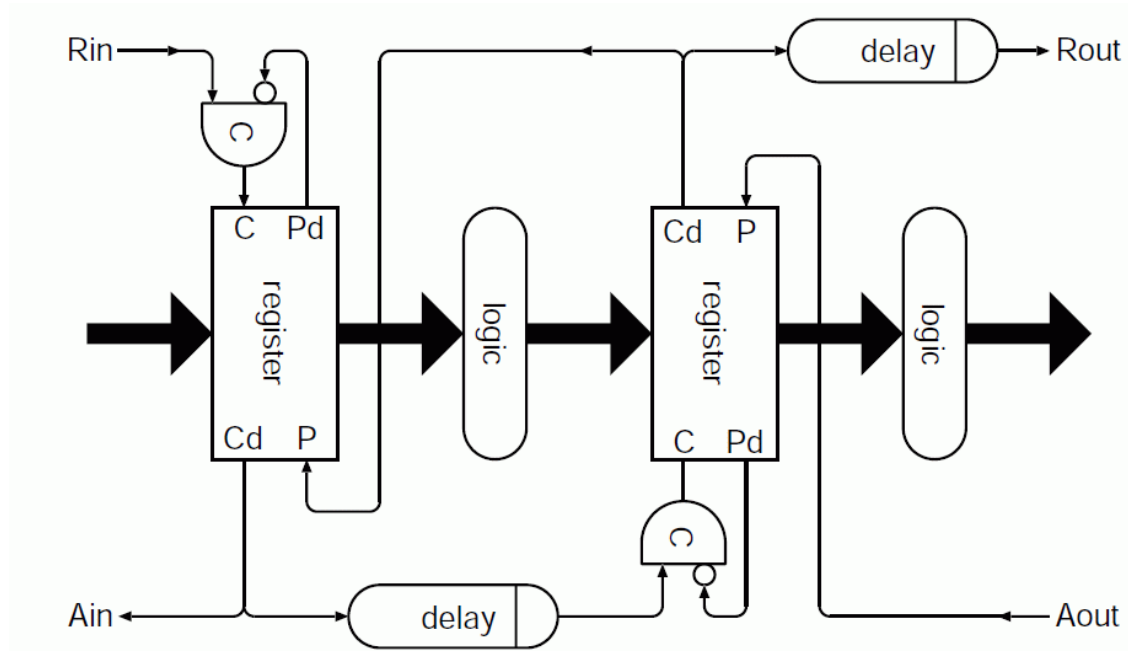 Rin
delay
Rout
C
C
Pd
Cd
P
register
logic
register
logic
Cd
P
C
Pd
C
Ain
delay
Aout